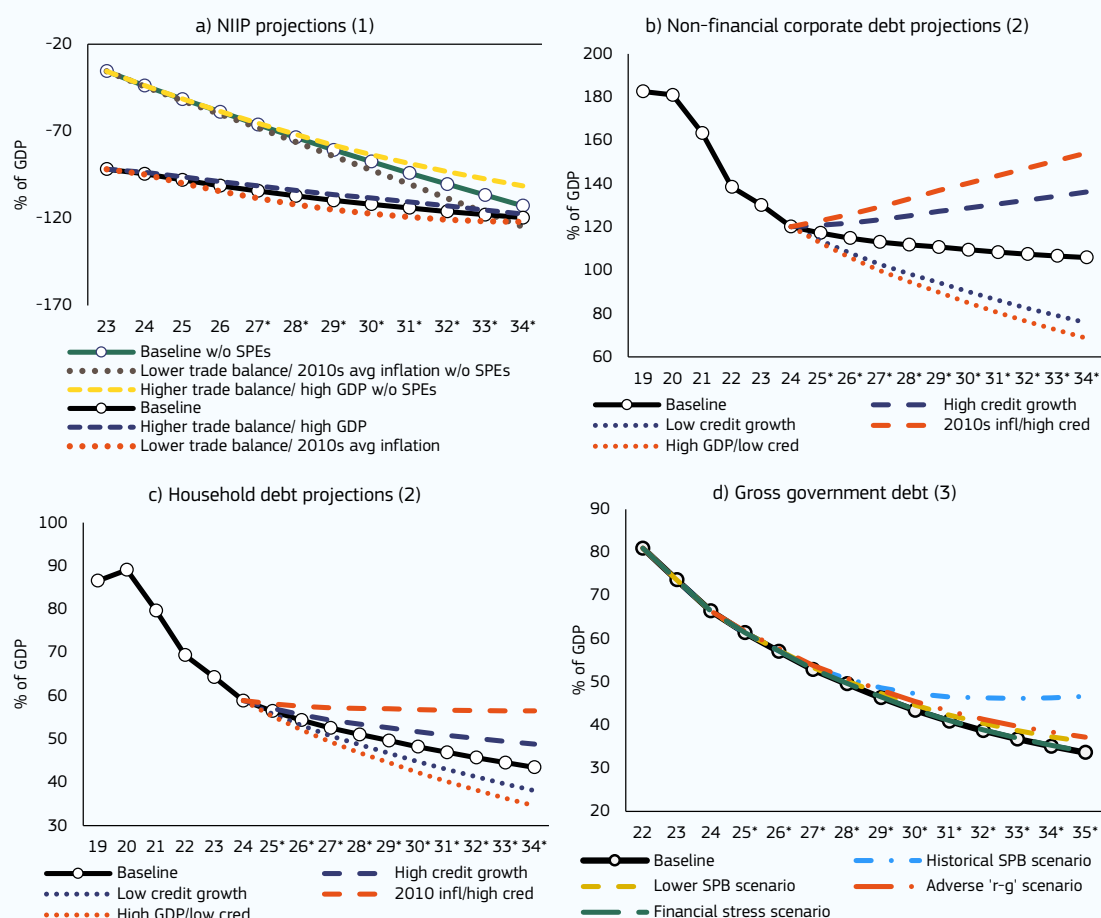 a) NIIP projections (1)
-20
-70
-120
-170
% of GDP
23 24 25 26 27* 28* 29* 30* 31* 32* 33* 34*
Baseline w/o SPEs
Lower trade balance/ 2010s avg inflation w/o SPEs
Higher trade balance/ high GDP w/o SPEs
Baseline
Higher trade balance/ high GDP
Lower trade balance/ 2010s avg inflation
b) Non-financial corporate debt projections (2)
200
180
160
140
120
100
80
60
% of GDP
19 20 21 22 23 24 25* 26* 27* 28* 29* 30* 31* 32* 33* 34*
Baseline
High credit growth
Low credit growth
2010s infl/high cred
High GDP/low cred
c) Household debt projections (2)
100
90
80
70
60
50
40
30
% of GDP
19 20 21 22 23 24 25* 26* 27* 28* 29* 30* 31* 32* 33* 34*
Baseline
High credit growth
Low credit growth
2010 infl/high cred
High GDP/low cred
d) Gross government debt (3)
90
80
70
60
50
40
30
20
% of GDP
22 23 24 25* 26* 27* 28* 29* 30* 31* 32* 33* 34* 35*
Baseline
Historical SPB scenario
Lower SPB scenario
Adverse 'r-g' scenario
Financial stress scenario